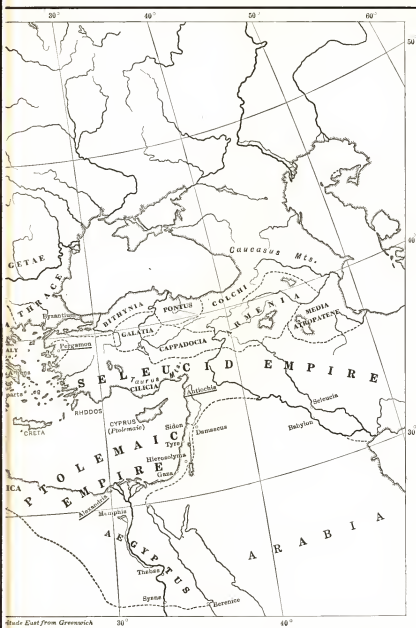 30° 40° 50° 60°
50
40
30°
GETAE
THRACE
Caucasus Mts.
COLCHI
PONTUS
BITHYNIA
ARMENIA
GALATIA
MEDIA
ATROPATENE
Pergamon
CAPPADOCIA
SELEUCID EMPIRE
Taurus
CILICIA
Antiochia
RHODOS
CRETA
CYPRUS
(Ptolemaic)
Seleucia
Babylon
Sidon
Tyre
Damascus
Hierosolyma
Gaza
PTOLEMAIC
EMPIRE
Alexandria
Memphis
AEGYPTUS
ARABIA
Thebae
Syene
Berenice
East from Greenwich 30° 40°